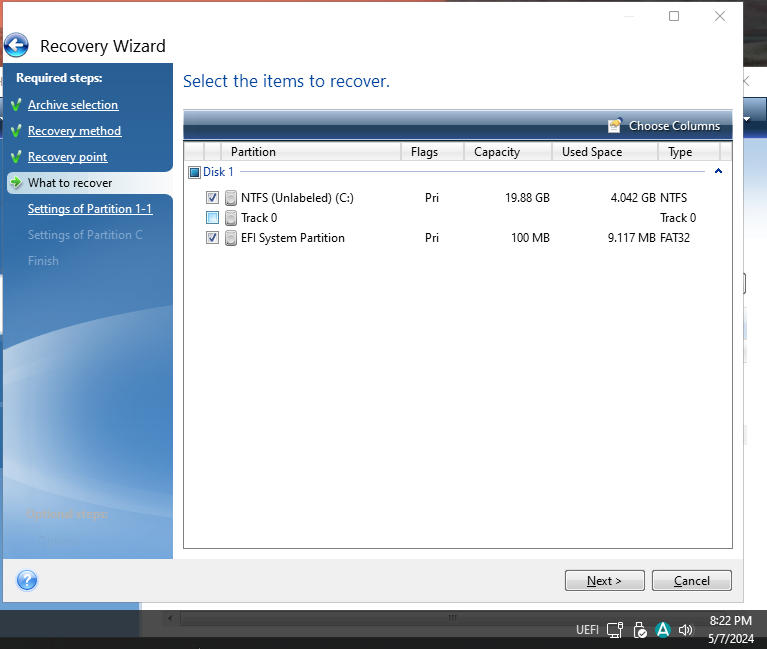 Recovery Wizard
Required steps:
Archive selection
Recovery method
Recovery point
What to recover
Settings of Partition 1-1
Settings of Partition C
Finish
Select the items to recover.
Choose Columns
Partition Flags Capacity Used Space Type
Disk 1
NTFS (Unlabeled) (C:) Pri 19.88 GB 4.042 GB NTFS
Track 0 Track 0
EFI System Partition Pri 100 MB 9.117 MB FAT32
Next > Cancel
UEFI
8:22 PM
5/7/2024